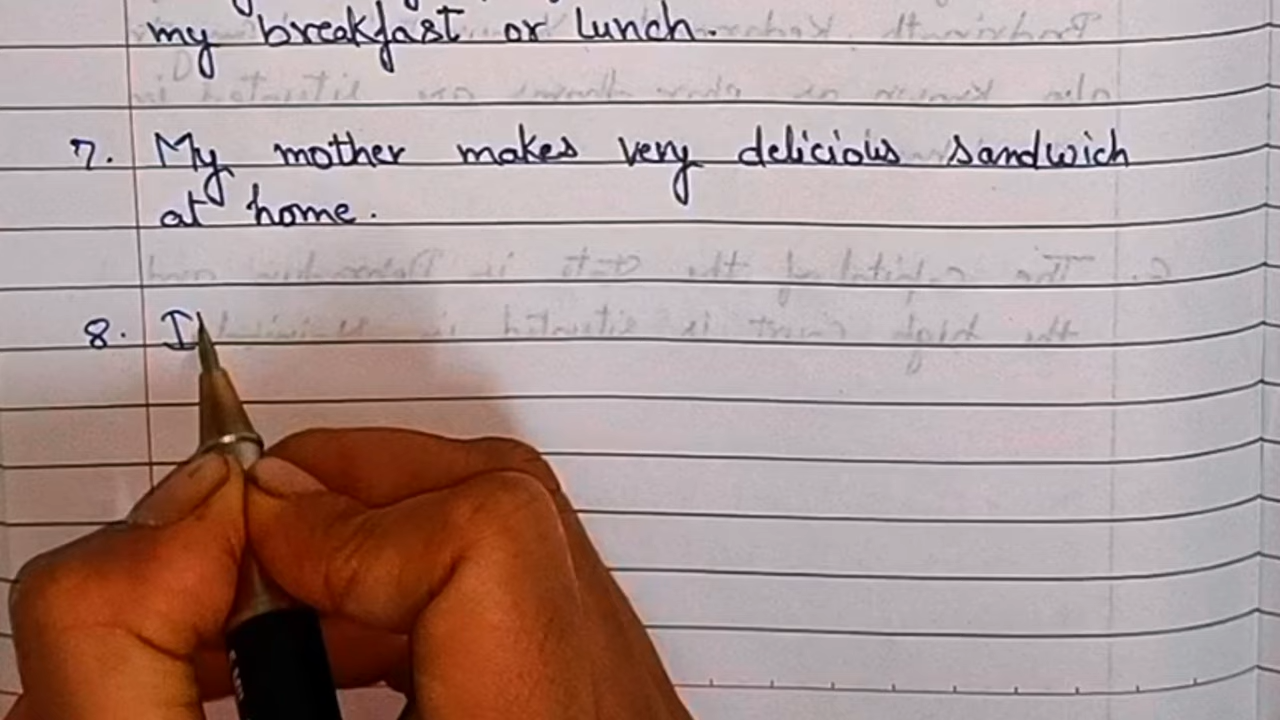 my breakfast or lunch.
7. My mother makes very delicious sandwich
at home.
8. I